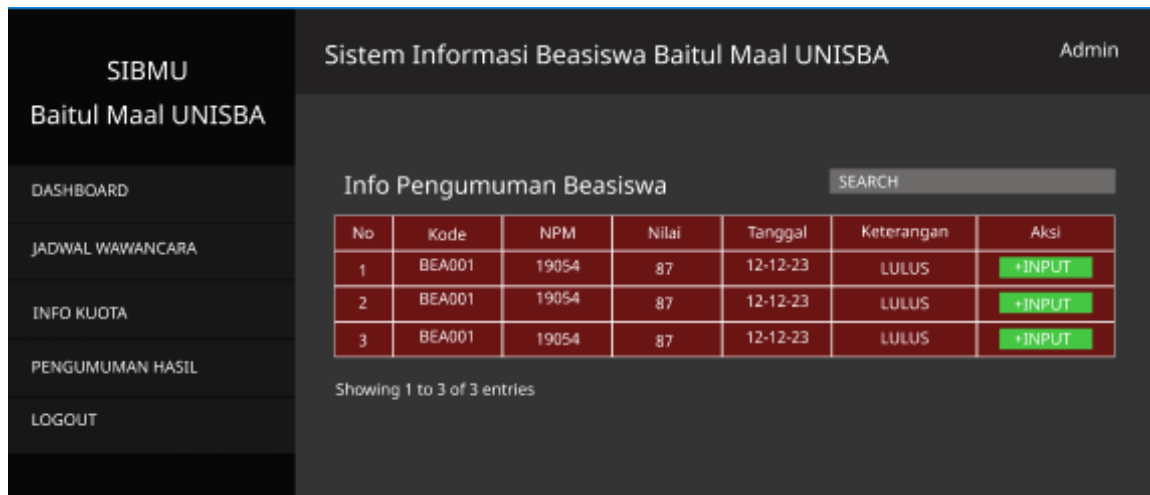 SIBMU
Baitul Maal UNISBA
DASHBOARD
JADWAL WAWANCARA
INFO KUOTA
PENGUMUMAN HASIL
LOGOUT
Sistem Informasi Beasiswa Baitul Maal UNISBA
Admin
Info Pengumuman Beasiswa
SEARCH
No Kode NPM Nilai Tanggal Keterangan Aksi
1 BEA001 19054 87 12-12-23 LULUS +INPUT
2 BEA001 19054 87 12-12-23 LULUS +INPUT
3 BEA001 19054 87 12-12-23 LULUS +INPUT
Showing 1 to 3 of 3 entries